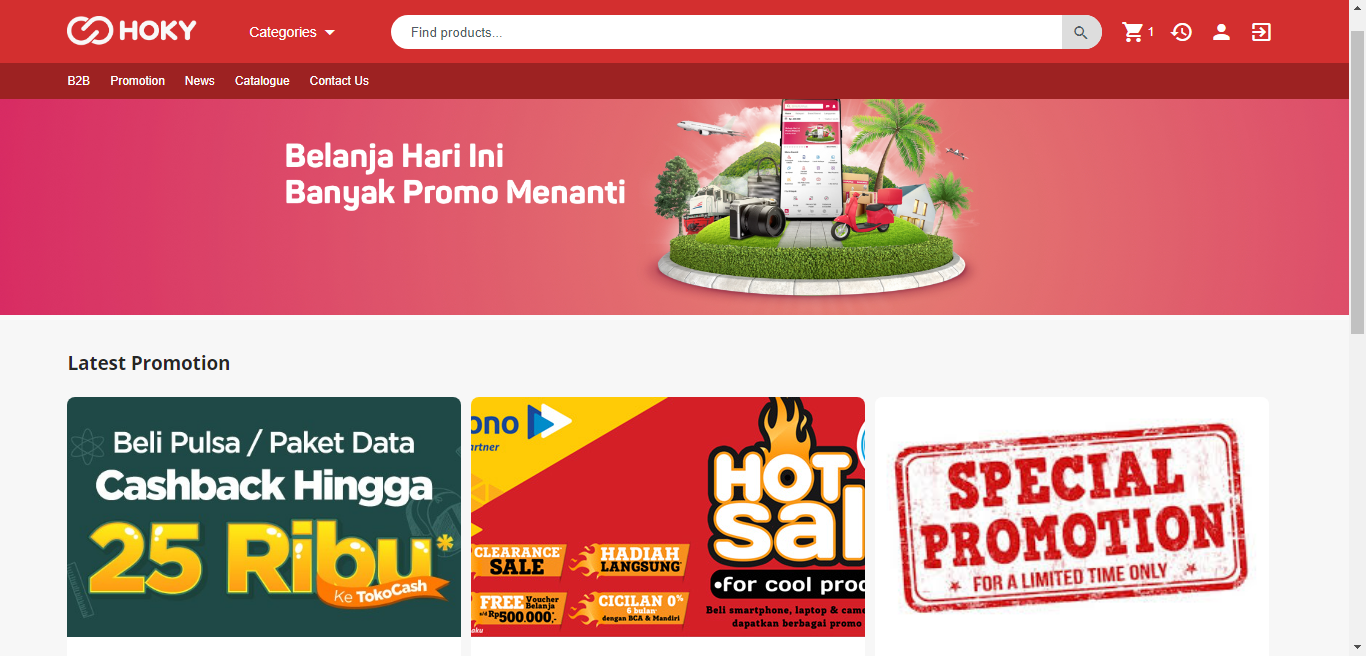 HOKY
Categories
Find products...
1
B2B
Promotion
News
Catalogue
Contact Us
Belanja Hari Ini
Banyak Promo Menanti
Latest Promotion
Beli Pulsa / Paket Data
Cashback Hingga
25 Ribu*
Ke TokoCash
ono
artner
HOT
sal
•for cool prod
Beli smartphone, laptop & came
dapatkan berbagai promo
CLEARANCE
SALE
HADIAH
LANGSUNG*
FREE Voucher Belanja
s/d Rp500.000,-
CICILAN 0%
6 bulan*
dengan BCA & Mandiri
aku
SPECIAL
PROMOTION
FOR A LIMITED TIME ONLY